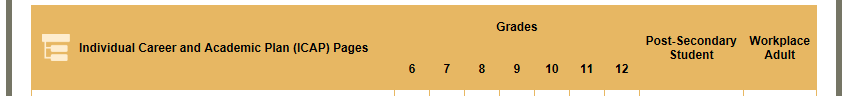 Grades
Individual Career and Academic Plan (ICAP) Pages
6 7 8 9 10 11 12
Post-Secondary
Student
Workplace
Adult